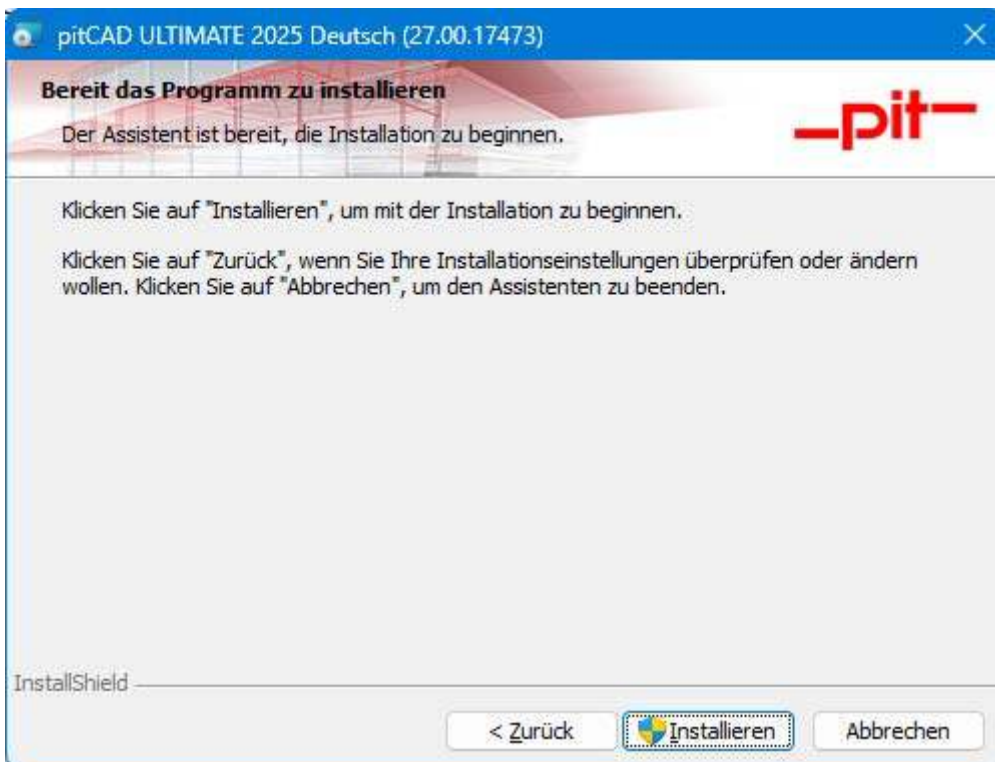 pitCAD ULTIMATE 2025 Deutsch (27.00.17473)
Bereit das Programm zu installieren
Der Assistent ist bereit, die Installation zu beginnen.
pit
Klicken Sie auf "Installieren", um mit der Installation zu beginnen.
Klicken Sie auf "Zurück", wenn Sie Ihre Installationseinstellungen überprüfen oder ändern
wollen. Klicken Sie auf "Abbrechen", um den Assistenten zu beenden.
InstallShield
< Zurück
Installieren
Abbrechen